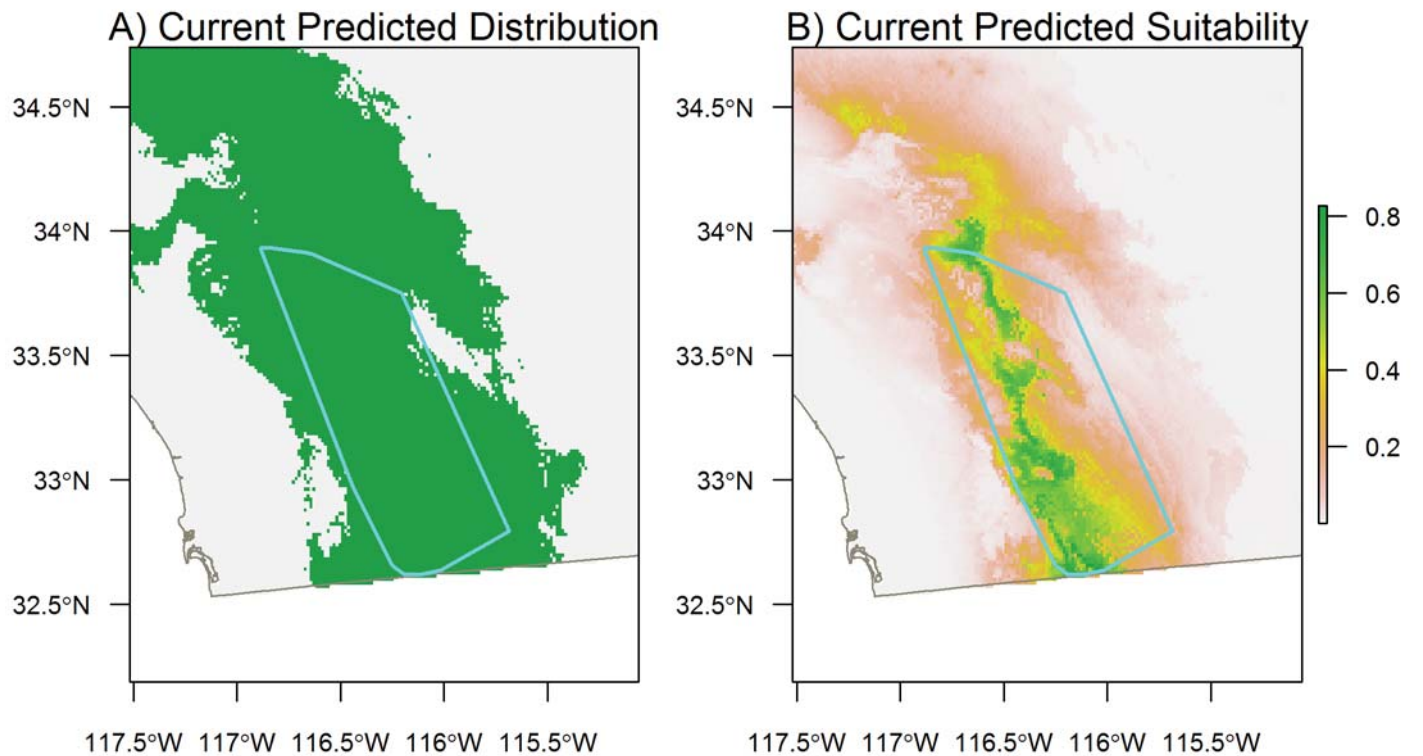 A) Current Predicted Distribution
B) Current Predicted Suitability
34.5°N
34°N
33.5°N
33°N
32.5°N
117.5°W 117°W 116.5°W 116°W 115.5°W
34.5°N
34°N
33.5°N
33°N
32.5°N
117.5°W 117°W 116.5°W 116°W 115.5°W
0.8
0.6
0.4
0.2